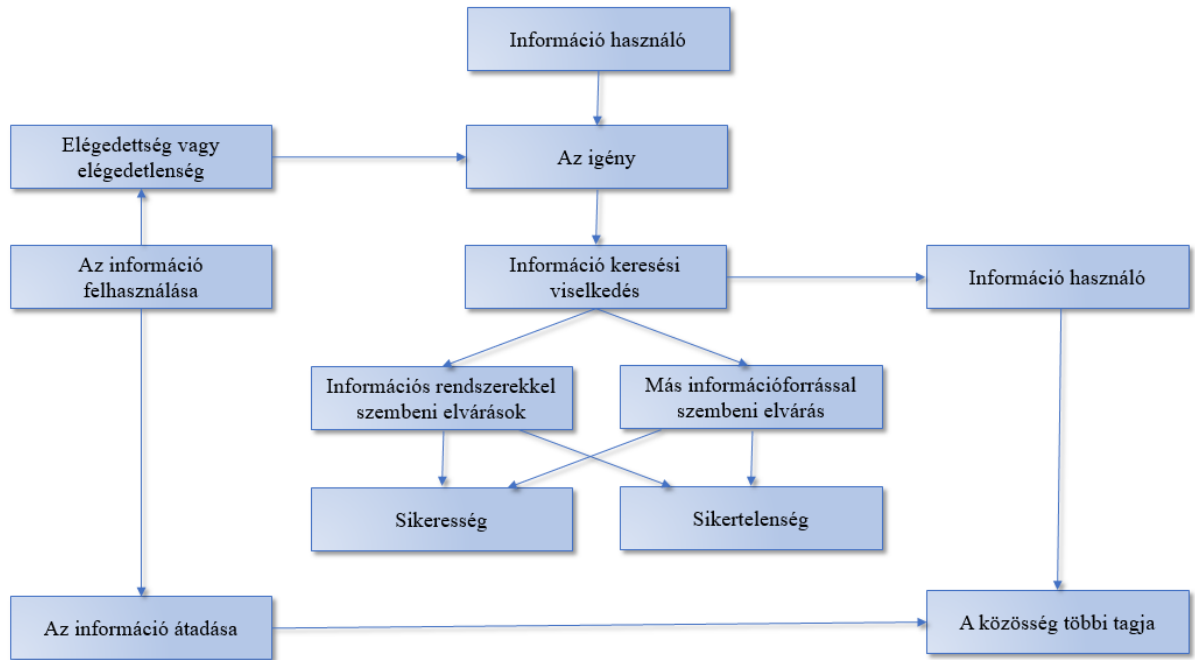 Információ használó
Elégedettség vagy
elégedetlenség
Az igény
Az információ
felhasználása
Információ keresési
viselkedés
Információ használó
Információs rendszerekkel
szembeni elvárások
Más információforrással
szembeni elvárás
Sikeresség
Sikertelenség
Az információ átadása
A közösség többi tagja